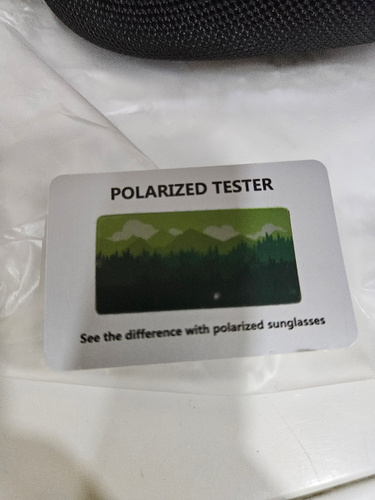 POLARIZED TESTER
See the difference with polarized sunglasses